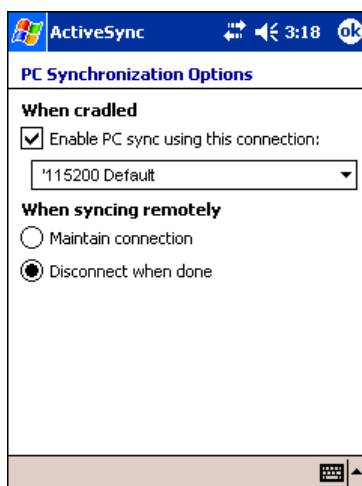 ActiveSync 3:18 ok
PC Synchronization Options
When cradled
Enable PC sync using this connection:
'115200 Default
When syncing remotely
Maintain connection
Disconnect when done